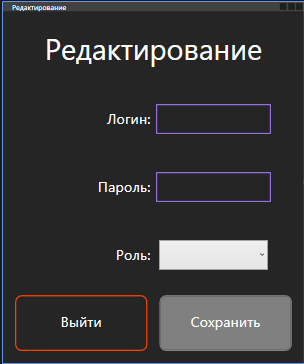 Редактирование
Редактирование
Логин:
Пароль:
Роль:
Выйти
Сохранить